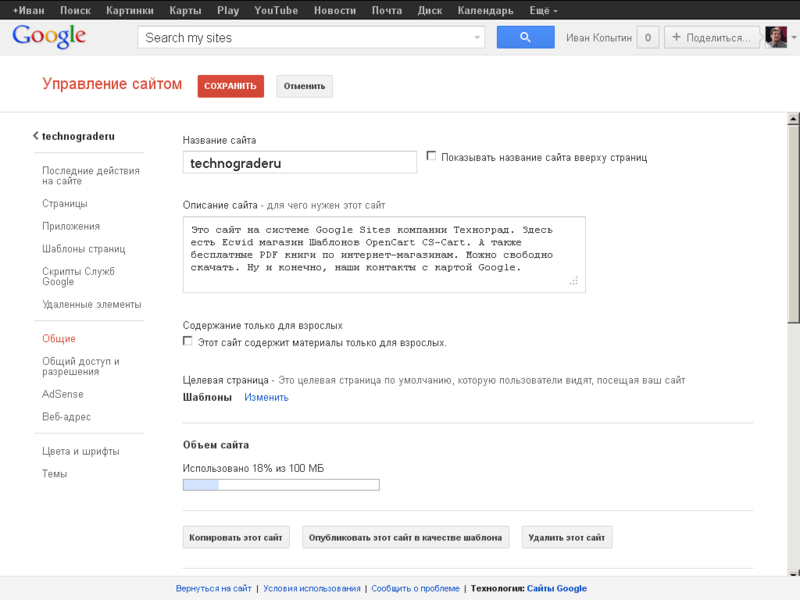 +Иван Поиск Картинки Карты Play YouTube Новости Почта Диск Календарь Ещё
Google Search my sites Иван Копытин 0 + Поделиться...
Управление сайтом СОХРАНИТЬ Отменить
technograderu
Последние действия
на сайте
Страницы
Приложения
Шаблоны страниц
Скрипты Служб
Google
Удаленные элементы
Общие
Общий доступ и
разрешения
AdSense
Веб-адрес
Цвета и шрифты
Темы
Название сайта
technograderu Показывать название сайта вверху страниц
Описание сайта - для чего нужен этот сайт
Это сайт на системе Google Sites компании Техноград. Здесь
есть Ecwid магазин Шаблонов OpenCart CS-Cart. А также
бесплатные PDF книги по интернет-магазинам. Можно свободно
скачать. Ну и конечно, наши контакты с картой Google.
Содержание только для взрослых
Этот сайт содержит материалы только для взрослых.
Целевая страница - Это целевая страница по умолчанию, которую пользователи видят, посещая ваш сайт
Шаблоны Изменить
Объем сайта
Использовано 18% из 100 МБ
Копировать этот сайт Опубликовать этот сайт в качестве шаблона Удалить этот сайт
Вернуться на сайт | Условия использования | Сообщить о проблеме | Технология: Сайты Google